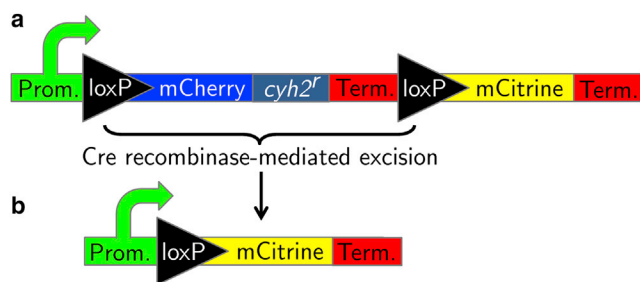 a
Prom. loxP mCherry cyh2r Term. loxP mCitrine Term.
Cre recombinase-mediated excision
b
Prom. loxP mCitrine Term.